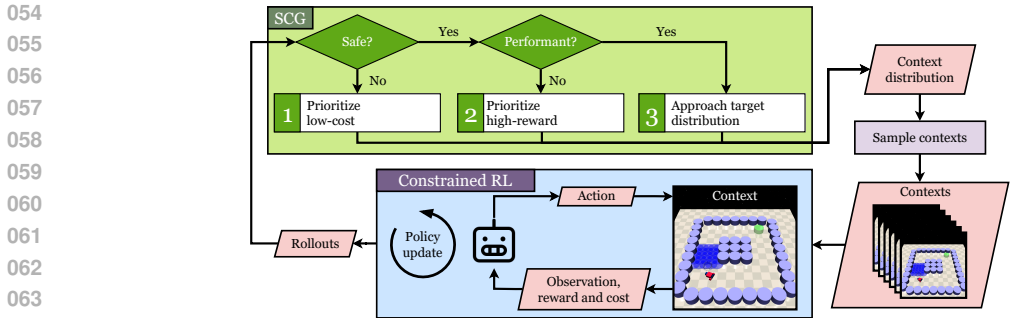 054
055
056
057
058
059
060
061
062
063
SCG
Safe?
Yes
Performant?
Yes
No
No
1 Prioritize
low-cost
2 Prioritize
high-reward
3 Approach target
distribution
Context
distribution
Sample contexts
Contexts
Constrained RL
Action
Context
Policy
update
Observation,
reward and cost
Rollouts